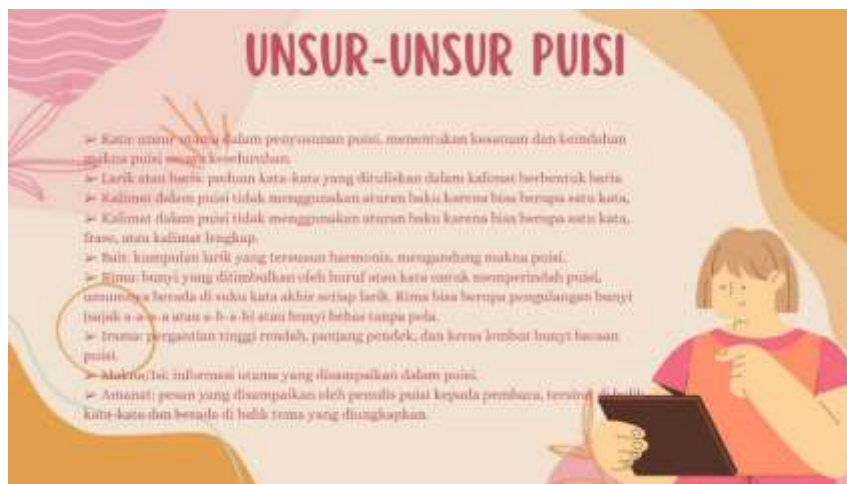 UNSUR-UNSUR PUISI
➢ Kata: unsur utama dalam penyusunan puisi, menentukan kesatuan dan keindahan
makna puisi secara keseluruhan.
➢ Larik atau baris: paduan kata-kata yang dituliskan dalam kalimat berbentuk baris.
➢ Kalimat dalam puisi tidak menggunakan aturan baku karena bisa berupa satu kata,
➢ Kalimat dalam puisi tidak menggunakan aturan baku karena bisa berupa satu kata,
frase, atau kalimat lengkap.
➢ Bait: kumpulan larik yang tersusun harmonis, mengandung makna puisi.
➢ Rima: bunyi yang ditimbulkan oleh huruf atau kata untuk memperindah puisi,
umumnya berada di suku kata akhir setiap larik. Rima bisa berupa pengulangan bunyi
(sajak a-a-a-a atau a-b-a-b) atau bunyi bebas tanpa pola.
➢ Irama: pergantian tinggi rendah, panjang pendek, dan keras lembut bunyi bacaan
puisi.
➢ Makna/Isi: informasi utama yang disampaikan dalam puisi.
➢ Amanat: pesan yang disampaikan oleh penulis puisi kepada pembaca, tersirat di balik
kata-kata dan berada di balik tema yang diungkapkan.